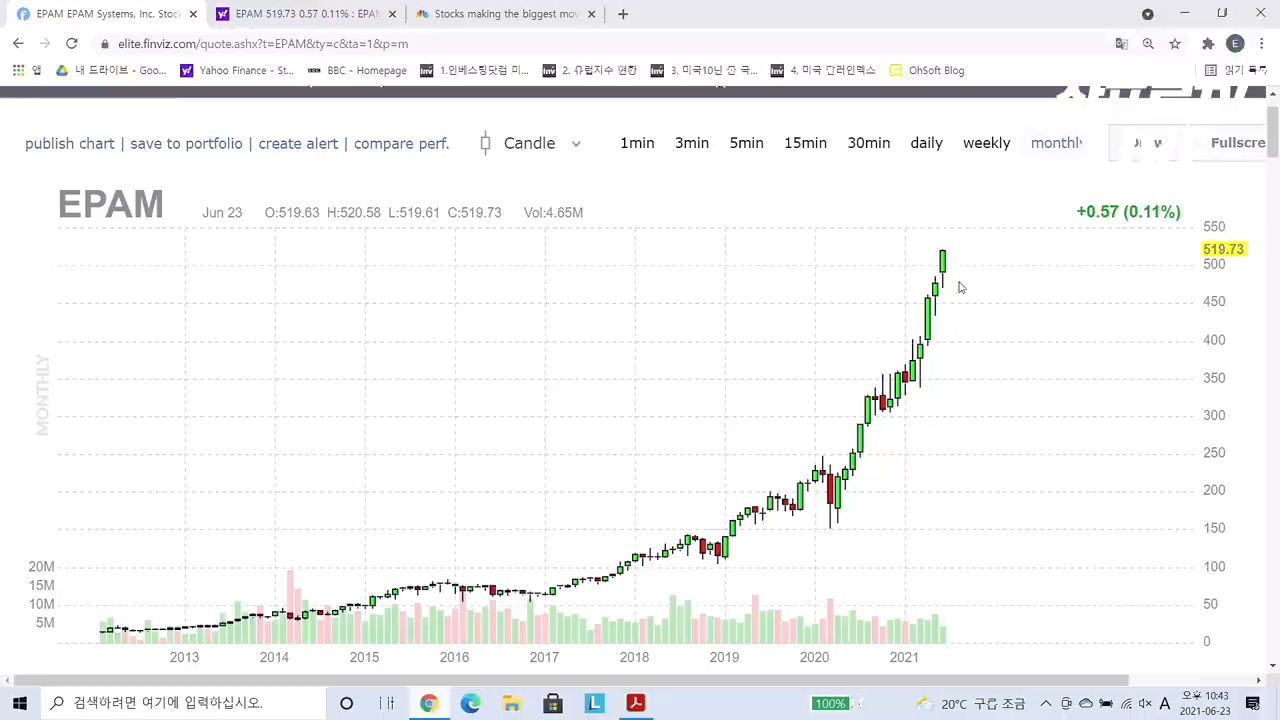 EPAM EPAM Systems, Inc. Stock
EPAM 519.73 0.57 0.11% : EPA
Stocks making the biggest mov
elite.finviz.com/quote.ashx?t=EPAM&ty=c&ta=1&p=m
앱 내 드라이브 - Goo... Yahoo Finance - St... BBC - Homepage 1.인베스팅닷컴 미... 2. 유럽지수 현황 3. 미국10년 만 국... 4. 미국 달러인덱스 OhSoft Blog 읽기 목록
publish chart | save to portfolio | create alert | compare perf. Candle 1min 3min 5min 15min 30min daily weekly monthly Fullscre
EPAM Jun 23 O:519.63 H:520.58 L:519.61 C:519.73 Vol:4.65M +0.57 (0.11%)
550
519.73
500
450
400
350
300
250
200
150
100
50
0
MONTHLY
20M
15M
10M
5M
2013 2014 2015 2016 2017 2018 2019 2020 2021
검색하려면 여기에 입력하십시오.
100%
20°C 구름 조금
A
오후 10:43
2021-06-23